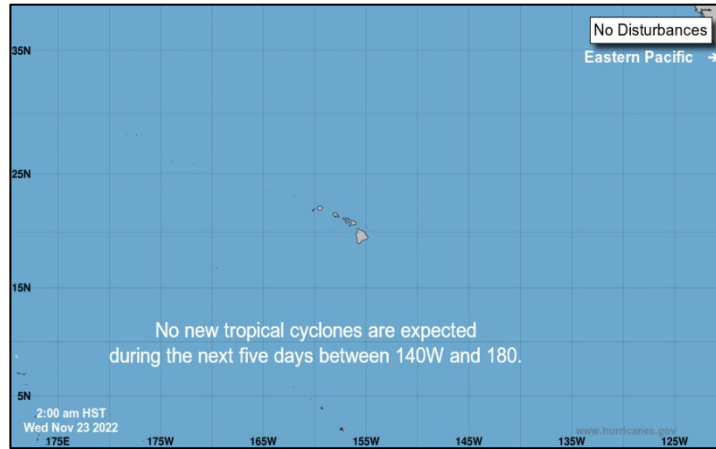 No Disturbances
35N
Eastern Pacific →
25N
15N
No new tropical cyclones are expected
during the next five days between 140W and 180.
5N
2:00 am HST
Wed Nov 23 2022
www.hurricanes.gov
175E
175W
165W
155W
145W
135W
125W